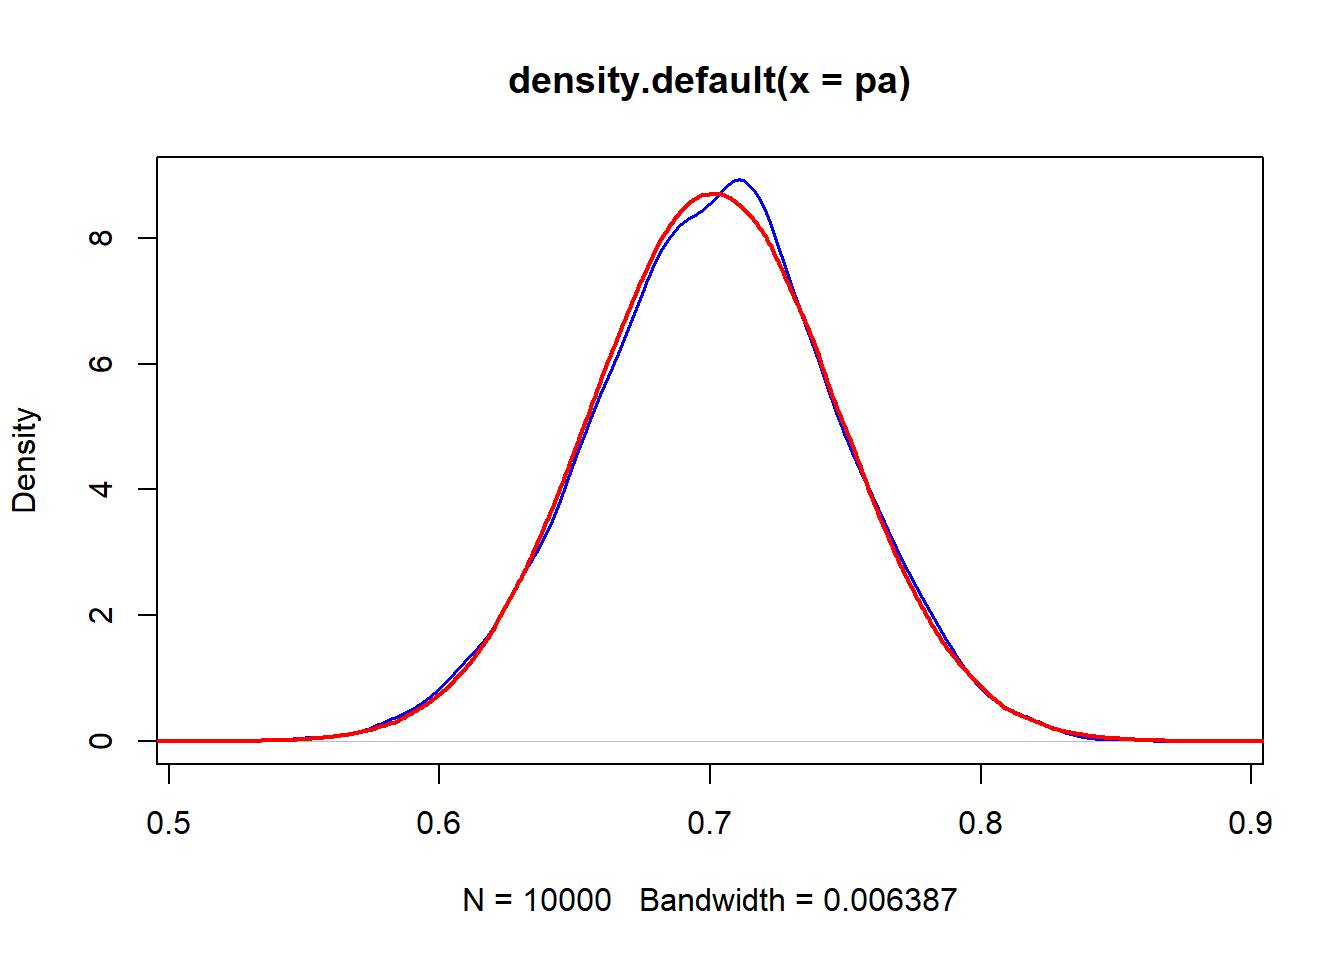 density.default(x = pa)
Density
8
6
4
2
0
0.5 0.6 0.7 0.8 0.9
N = 10000 Bandwidth = 0.006387